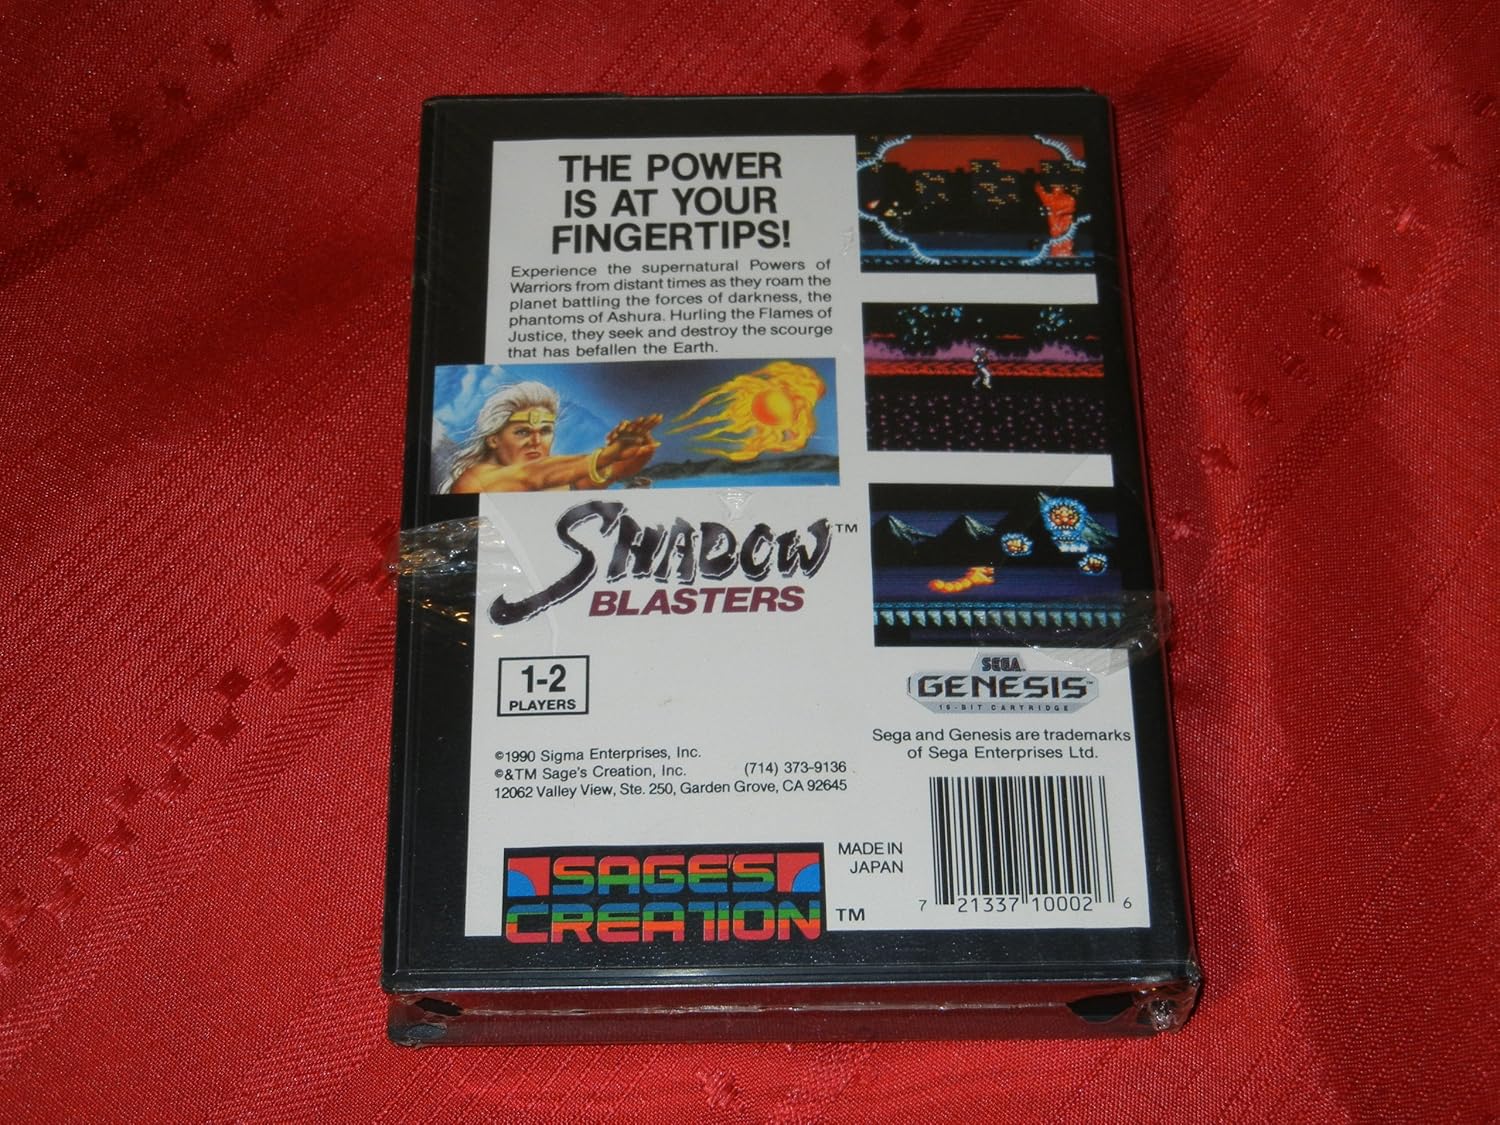 THE POWER
IS AT YOUR
FINGERTIPS!
Experience the supernatural Powers of
Warriors from distant times as they roam the
planet battling the forces of darkness, the
phantoms of Ashura. Hurling the Flames of
Justice, they seek and destroy the scourge
that has befallen the Earth.
SHADOW™
BLASTERS
1-2
PLAYERS
SEGA
GENESIS™
16-BIT CARTRIDGE
Sega and Genesis are trademarks
of Sega Enterprises Ltd.
©1990 Sigma Enterprises, Inc.
©&TM Sage's Creation, Inc. (714) 373-9136
12062 Valley View, Ste. 250, Garden Grove, CA 92645
SAGE'S
CREATION TM
MADE IN
JAPAN
7 21337 10002 6